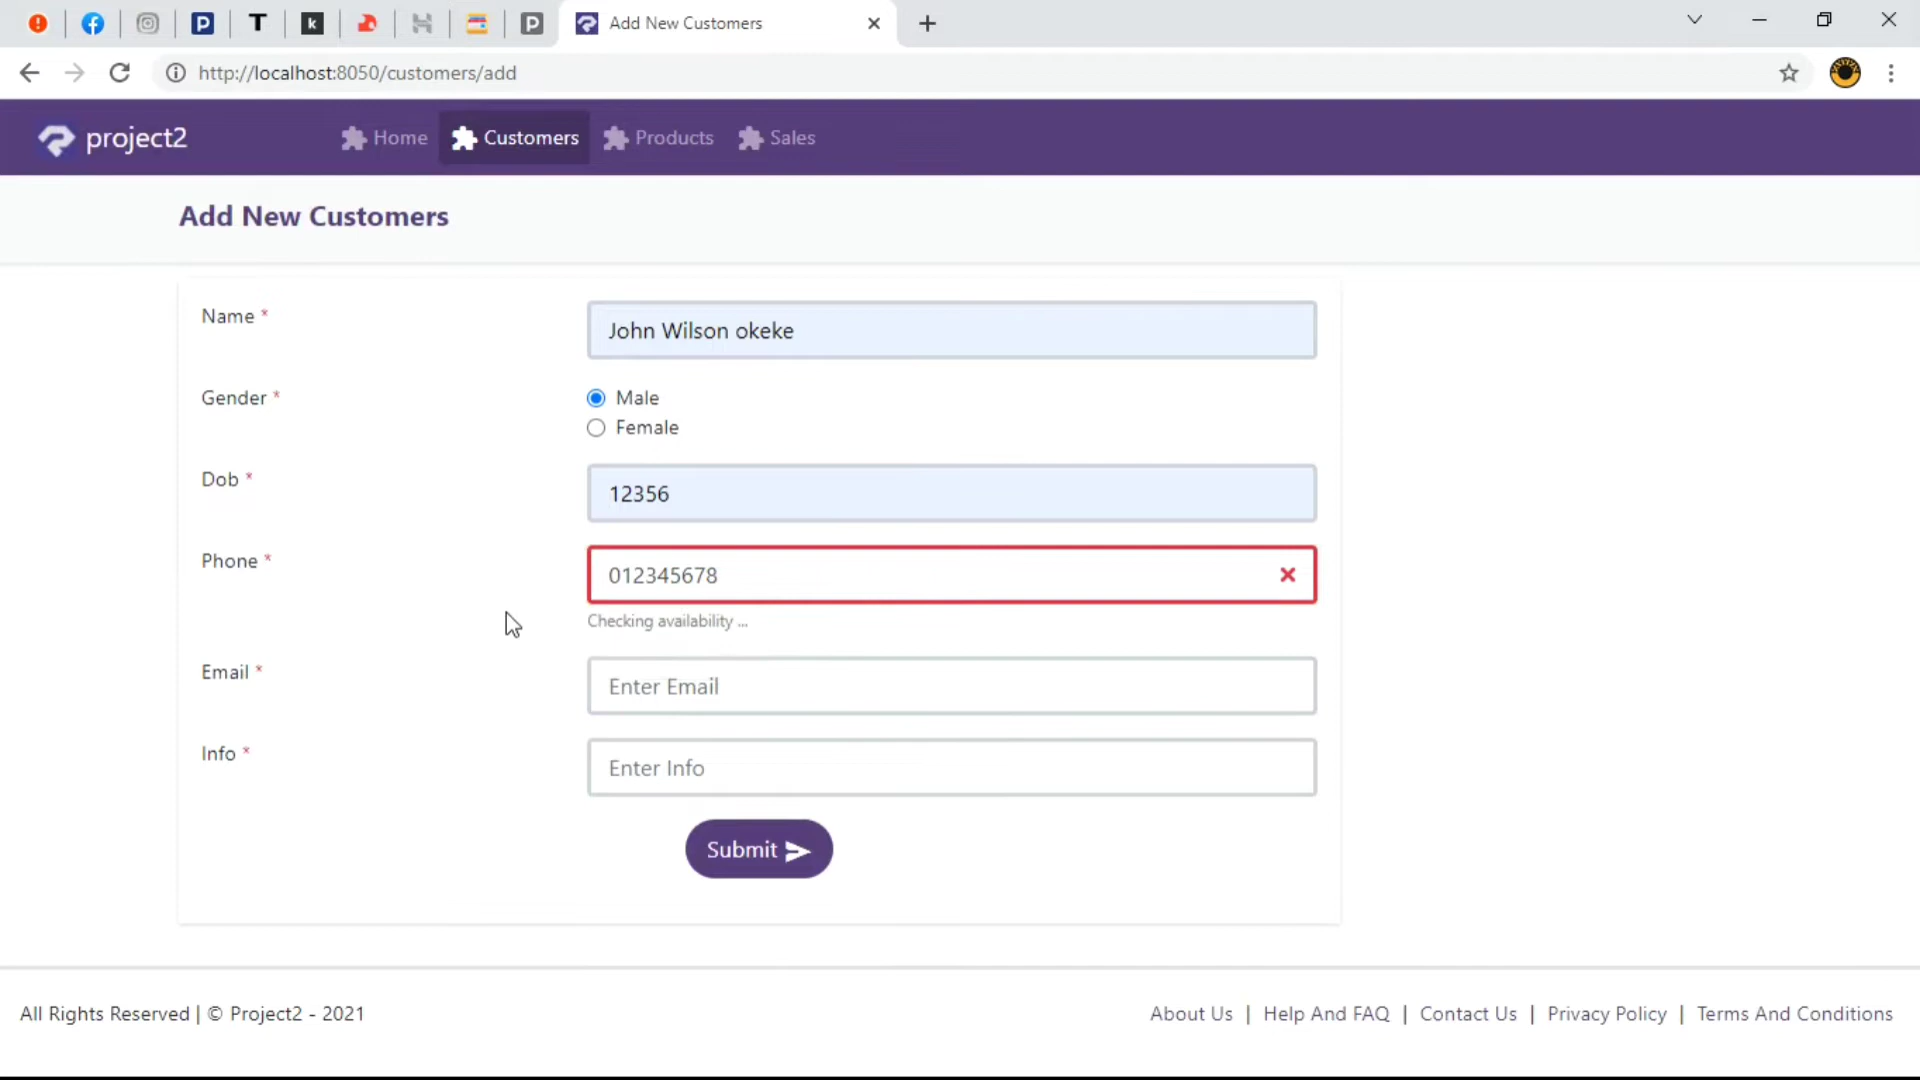 Add New Customers
http://localhost:8050/customers/add
project2
Home
Customers
Products
Sales
Add New Customers
Name *
John Wilson okeke
Gender *
Male
Female
Dob *
12356
Phone *
012345678
Checking availability ...
Email *
Enter Email
Info *
Enter Info
Submit
All Rights Reserved | © Project2 - 2021
About Us | Help And FAQ | Contact Us | Privacy Policy | Terms And Conditions